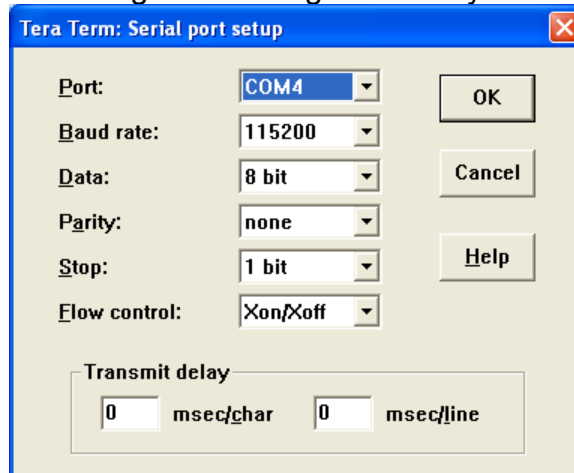 Tera Term: Serial port setup
Port: COM4
OK
Baud rate: 115200
Data: 8 bit
Cancel
Parity: none
Stop: 1 bit
Help
Flow control: Xon/Xoff
Transmit delay
0 msec/char 0 msec/line